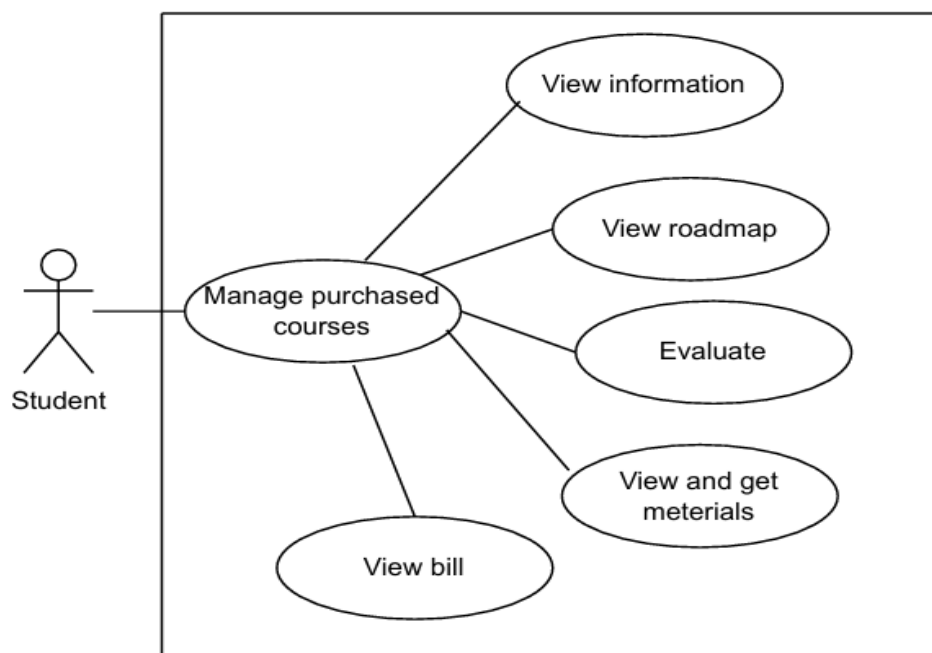 View information
View roadmap
Manage purchased
courses
Evaluate
Student
View and get
meterials
View bill